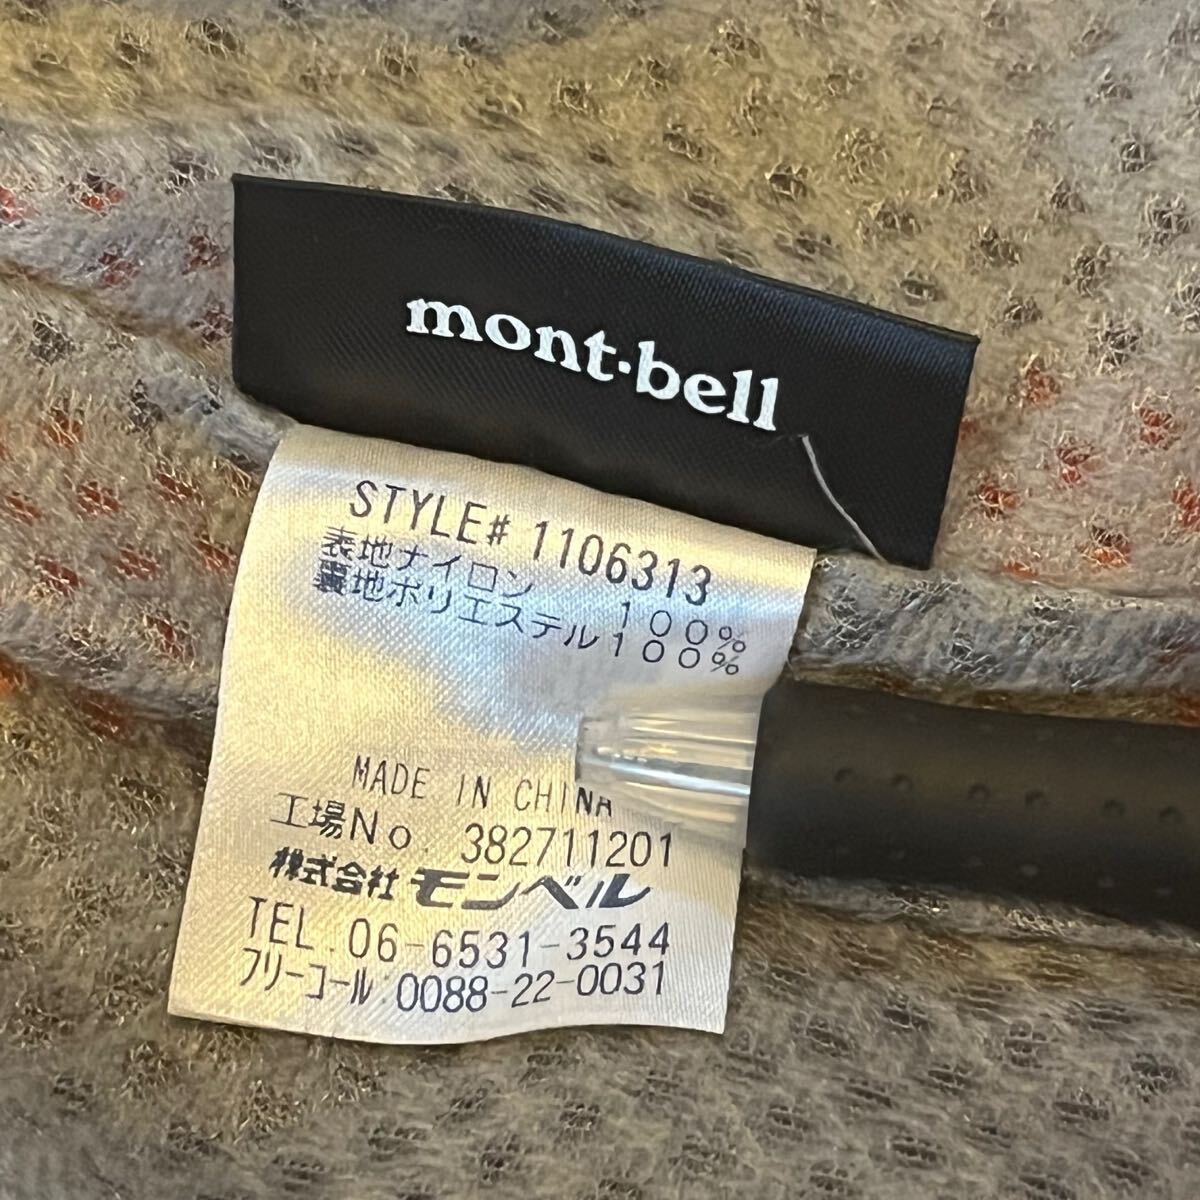 mont·bell
STYLE# 1106313
表地ナイロン 100%
裏地ポリエステル100%
MADE IN CHINA
工場No. 382711201
株式会社モンベル
TEL.06-6531-3544
フリーコール 0088-22-0031